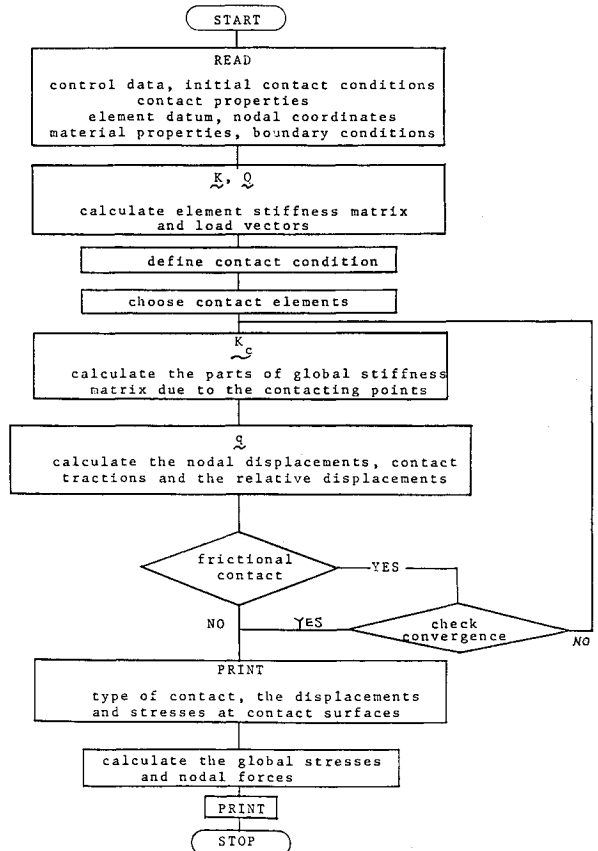 START
READ
control data, initial contact conditions
contact properties
element datum, nodal coordinates
material properties, boundary conditions
K, Q
calculate element stiffness matrix
and load vectors
define contact condition
choose contact elements
K
c
calculate the parts of global stiffness
matrix due to the contacting points
q
calculate the nodal displacements, contact
tractions and the relative displacements
frictional
contact
YES
NO
YES
check
convergence
NO
PRINT
type of contact, the displacements
and stresses at contact surfaces
calculate the global stresses
and nodal forces
PRINT
STOP